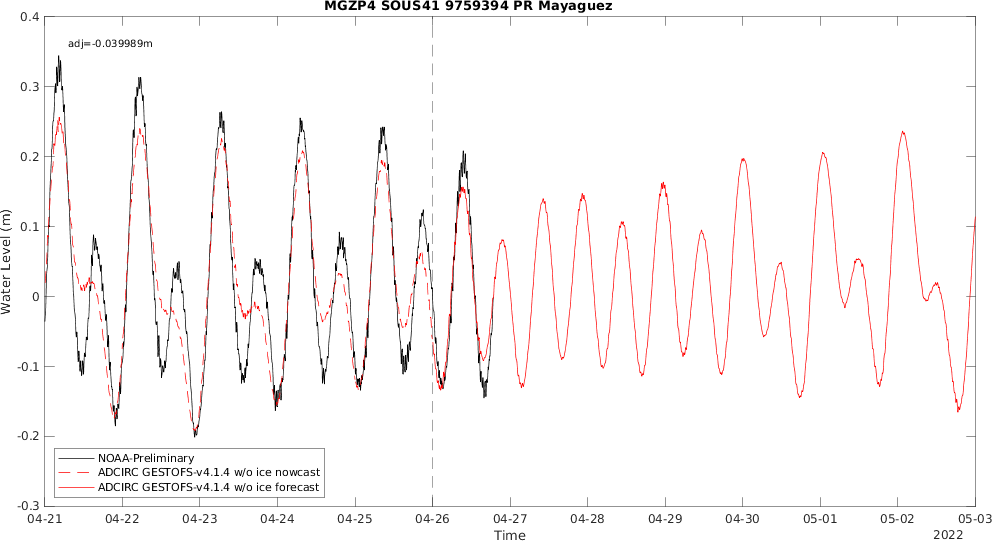 MGZP4 SOUS41 9759394 PR Mayaguez
adj=-0.039989m
0.4
0.3
0.2
0.1
0
-0.1
-0.2
-0.3
Water Level (m)
NOAA-Preliminary
ADCIRC GESTOFS-v4.1.4 w/o ice nowcast
ADCIRC GESTOFS-v4.1.4 w/o ice forecast
04-21 04-22 04-23 04-24 04-25 04-26 04-27 04-28 04-29 04-30 05-01 05-02 05-03
Time
2022